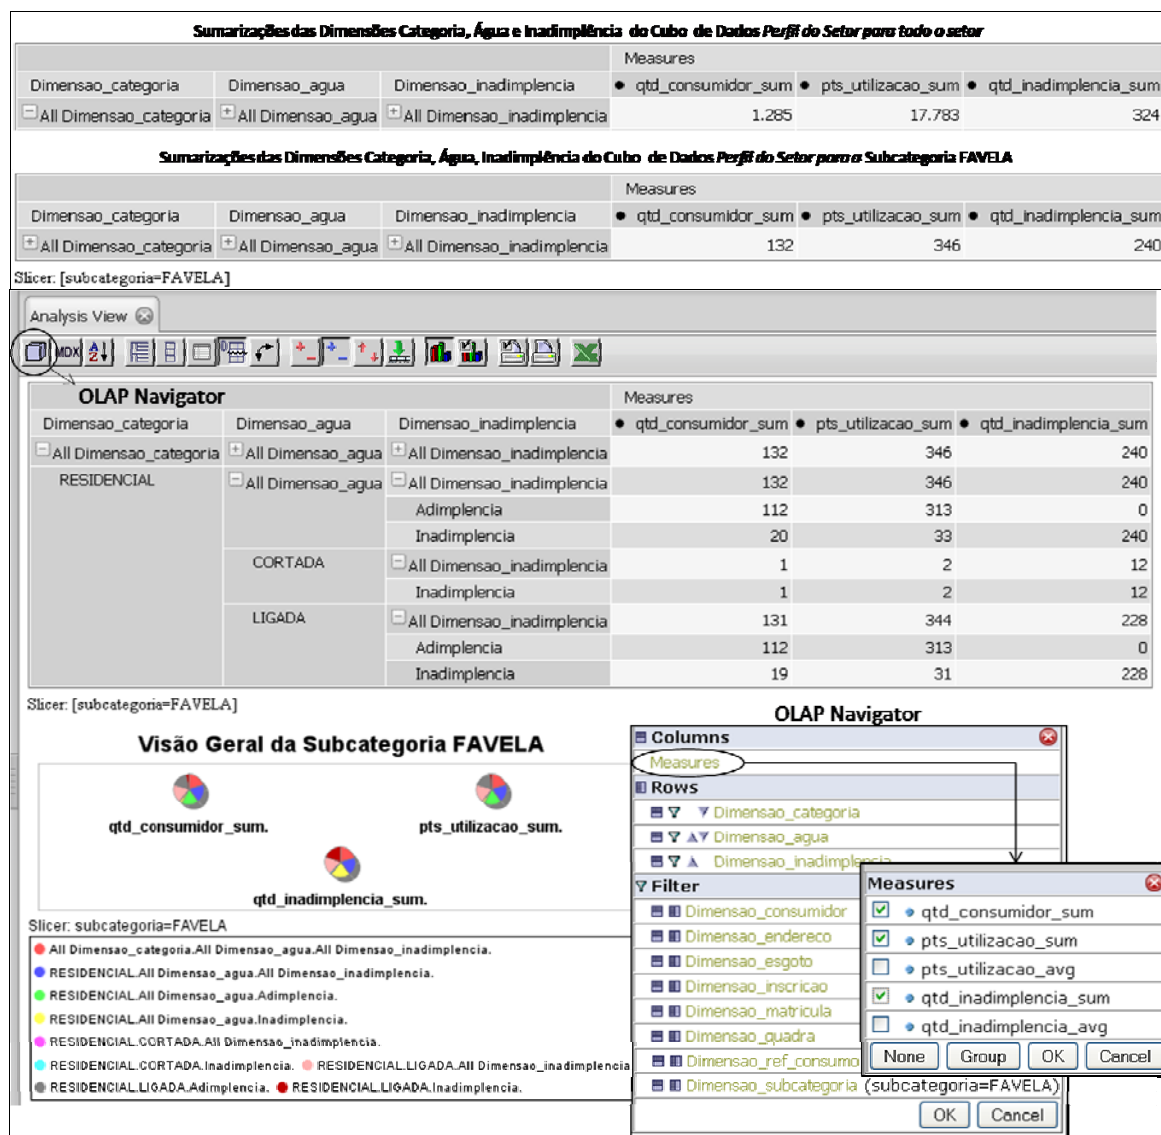 Sumarizações das Dimensões Categoria, Água e Inadimplência do Cubo de Dados Perfil do Setor para todo o setor
Measures
Dimensao_categoria Dimensao_agua Dimensao_inadimplencia qtd_consumidor_sum pts_utilizacao_sum qtd_inadimplencia_sum
All Dimensao_categoria All Dimensao_agua All Dimensao_inadimplencia 1.285 17.783 324
Sumarizações das Dimensões Categoria, Água, Inadimplência do Cubo de Dados Perfil do Setor para a Subcategoria FAVELA
Measures
Dimensao_categoria Dimensao_agua Dimensao_inadimplencia qtd_consumidor_sum pts_utilizacao_sum qtd_inadimplencia_sum
All Dimensao_categoria All Dimensao_agua All Dimensao_inadimplencia 132 346 240
Slicer: [subcategoria=FAVELA]
Analysis View
MDX
OLAP Navigator Measures
Dimensao_categoria Dimensao_agua Dimensao_inadimplencia qtd_consumidor_sum pts_utilizacao_sum qtd_inadimplencia_sum
All Dimensao_categoria All Dimensao_agua All Dimensao_inadimplencia 132 346 240
RESIDENCIAL All Dimensao_agua All Dimensao_inadimplencia 132 346 240
Adimplencia 112 313 0
Inadimplencia 20 33 240
CORTADA All Dimensao_inadimplencia 1 2 12
Inadimplencia 1 2 12
LIGADA All Dimensao_inadimplencia 131 344 228
Adimplencia 112 313 0
Inadimplencia 19 31 228
Slicer: [subcategoria=FAVELA]
Visão Geral da Subcategoria FAVELA
qtd_consumidor_sum. pts_utilizacao_sum.
qtd_inadimplencia_sum.
Slicer: subcategoria=FAVELA
All Dimensao_categoria.All Dimensao_agua.All Dimensao_inadimplencia.
RESIDENCIAL.All Dimensao_agua.All Dimensao_inadimplencia.
RESIDENCIAL.All Dimensao_agua.Adimplencia.
RESIDENCIAL.All Dimensao_agua.Inadimplencia.
RESIDENCIAL.CORTADA.All Dimensao_inadimplencia.
RESIDENCIAL.CORTADA.Inadimplencia. RESIDENCIAL.LIGADA.All Dimensao_inadimplencia
RESIDENCIAL.LIGADA.Adimplencia. RESIDENCIAL.LIGADA.Inadimplencia.
OLAP Navigator
Columns
Measures
Rows
Dimensao_categoria
Dimensao_agua
Dimensao_inadimplencia
Filter
Dimensao_consumidor
Dimensao_endereco
Dimensao_esgoto
Dimensao_inscricao
Dimensao_matricula
Dimensao_quadra
Dimensao_ref_consumo
Dimensao_subcategoria (subcategoria=FAVELA)
OK Cancel
Measures
qtd_consumidor_sum
pts_utilizacao_sum
pts_utilizacao_avg
qtd_inadimplencia_sum
qtd_inadimplencia_avg
None Group OK Cancel